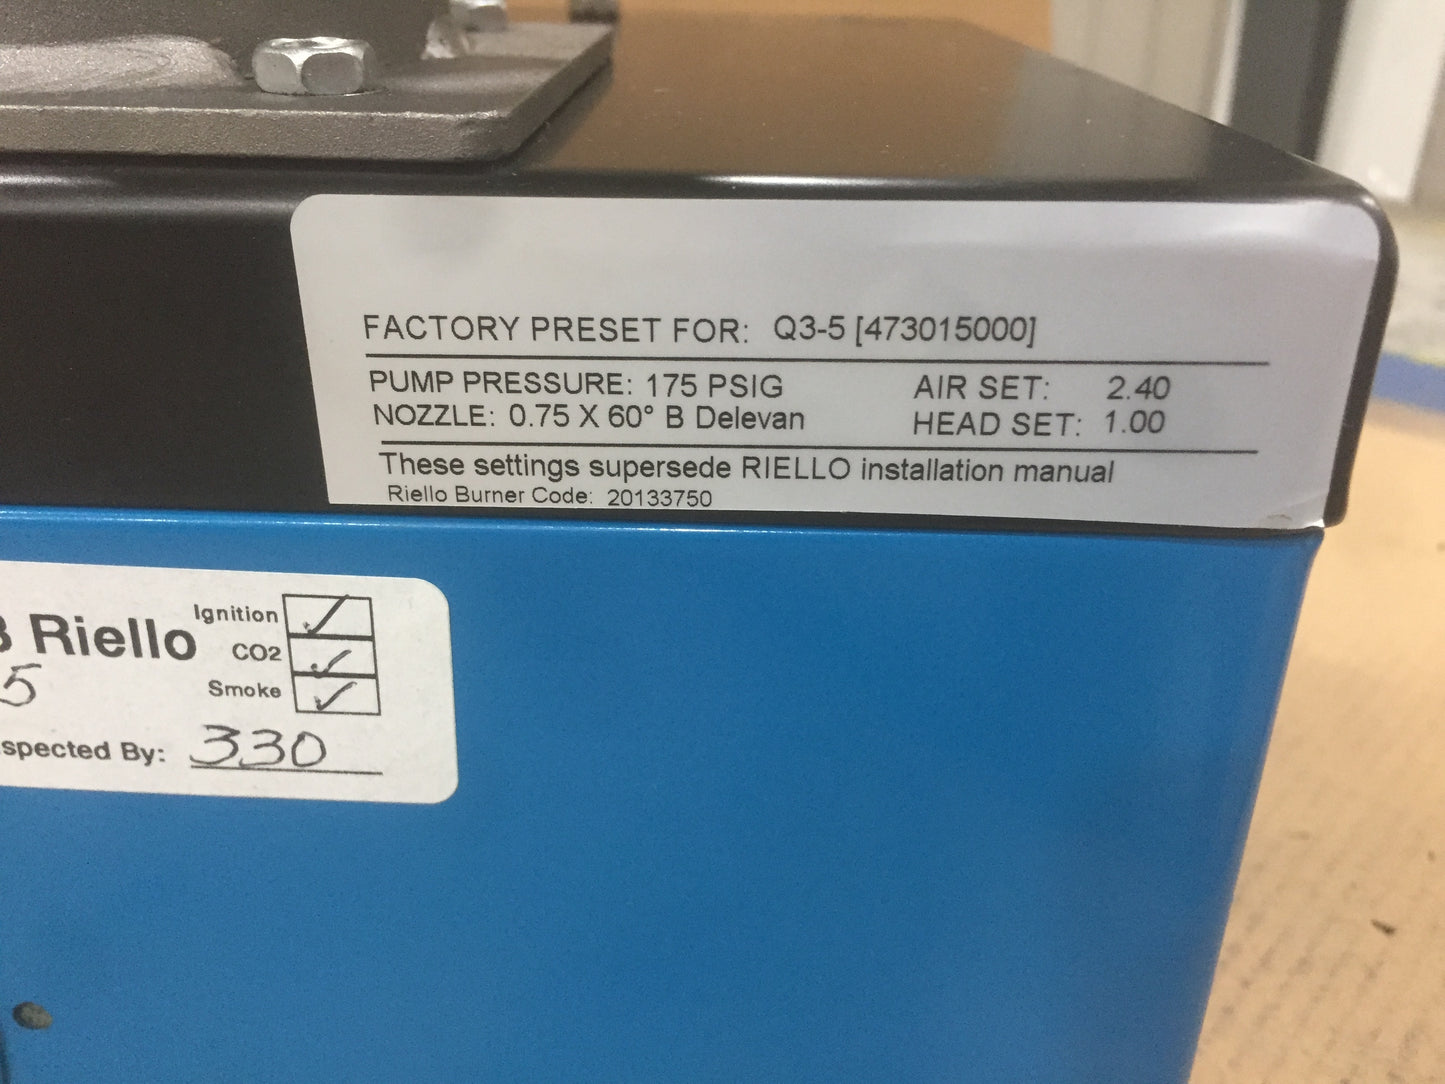 FACTORY PRESET FOR: Q3-5 [473015000]
PUMP PRESSURE: 175 PSIG AIR SET: 2.40
NOZZLE: 0.75 X 60° B Delevan HEAD SET: 1.00
These settings supersede RIELLO installation manual
Riello Burner Code: 20133750
Riello
Ignition
CO2
5
Smoke
spected By: 330